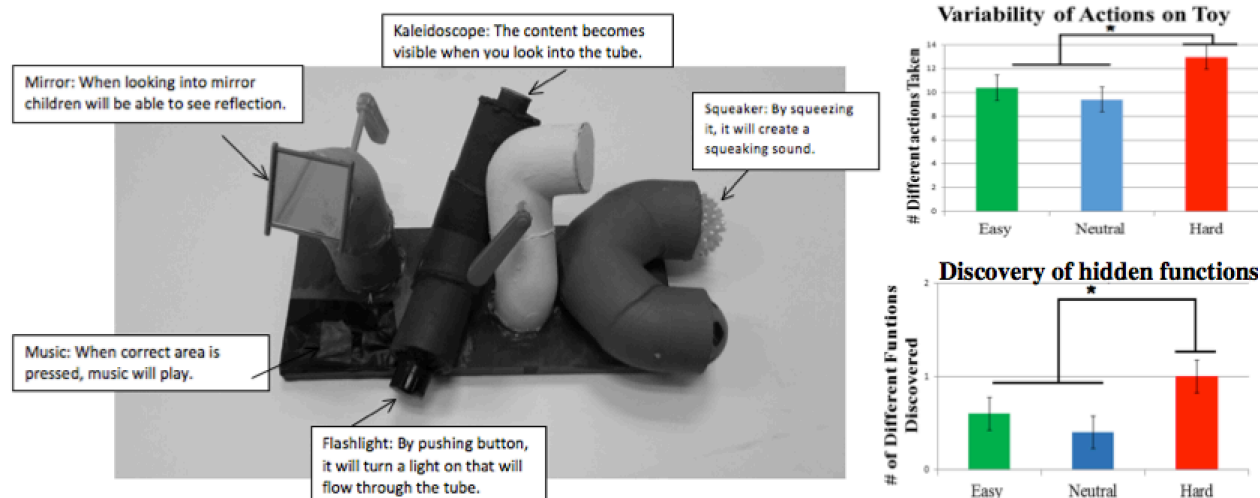 Kaleidoscope: The content becomes
visible when you look into the tube.
Mirror: When looking into mirror
children will be able to see reflection.
Squeaker: By squeezing
it, it will create a
squeaking sound.
Music: When correct area is
pressed, music will play.
Flashlight: By pushing button,
it will turn a light on that will
flow through the tube.
Variability of Actions on Toy
*
# Different actions Taken
14
12
10
8
6
4
2
0
Easy Neutral Hard
Discovery of hidden functions
*
# of Different Funtions
Discovered
2
1
0
Easy Neutral Hard